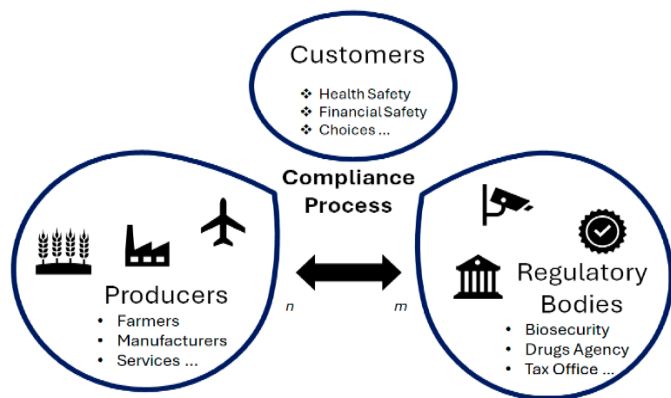 Customers
❖ Health Safety
❖ Financial Safety
❖ Choices ...
Compliance
Process
Producers
• Farmers
• Manufacturers
• Services ...
n
m
Regulatory
Bodies
• Biosecurity
• Drugs Agency
• Tax Office ...